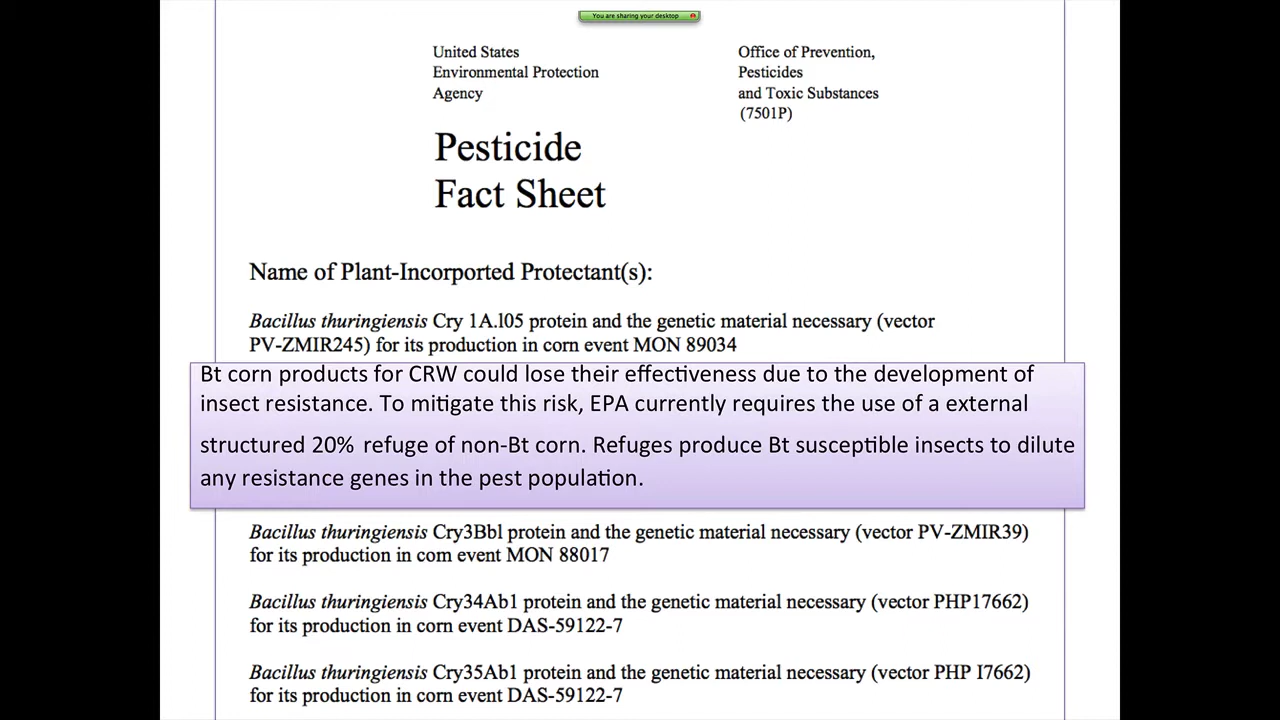 You are sharing your desktop
United States
Environmental Protection
Agency
Office of Prevention,
Pesticides
and Toxic Substances
(7501P)
Pesticide
Fact Sheet
Name of Plant-Incorported Protectant(s):
Bacillus thuringiensis Cry 1A.l05 protein and the genetic material necessary (vector
PV-ZMIR245) for its production in corn event MON 89034
Bt corn products for CRW could lose their effectiveness due to the development of
insect resistance. To mitigate this risk, EPA currently requires the use of a external
structured 20% refuge of non-Bt corn. Refuges produce Bt susceptible insects to dilute
any resistance genes in the pest population.
Bacillus thuringiensis Cry3Bbl protein and the genetic material necessary (vector PV-ZMIR39)
for its production in com event MON 88017
Bacillus thuringiensis Cry34Ab1 protein and the genetic material necessary (vector PHP17662)
for its production in corn event DAS-59122-7
Bacillus thuringiensis Cry35Ab1 protein and the genetic material necessary (vector PHP I7662)
for its production in corn event DAS-59122-7